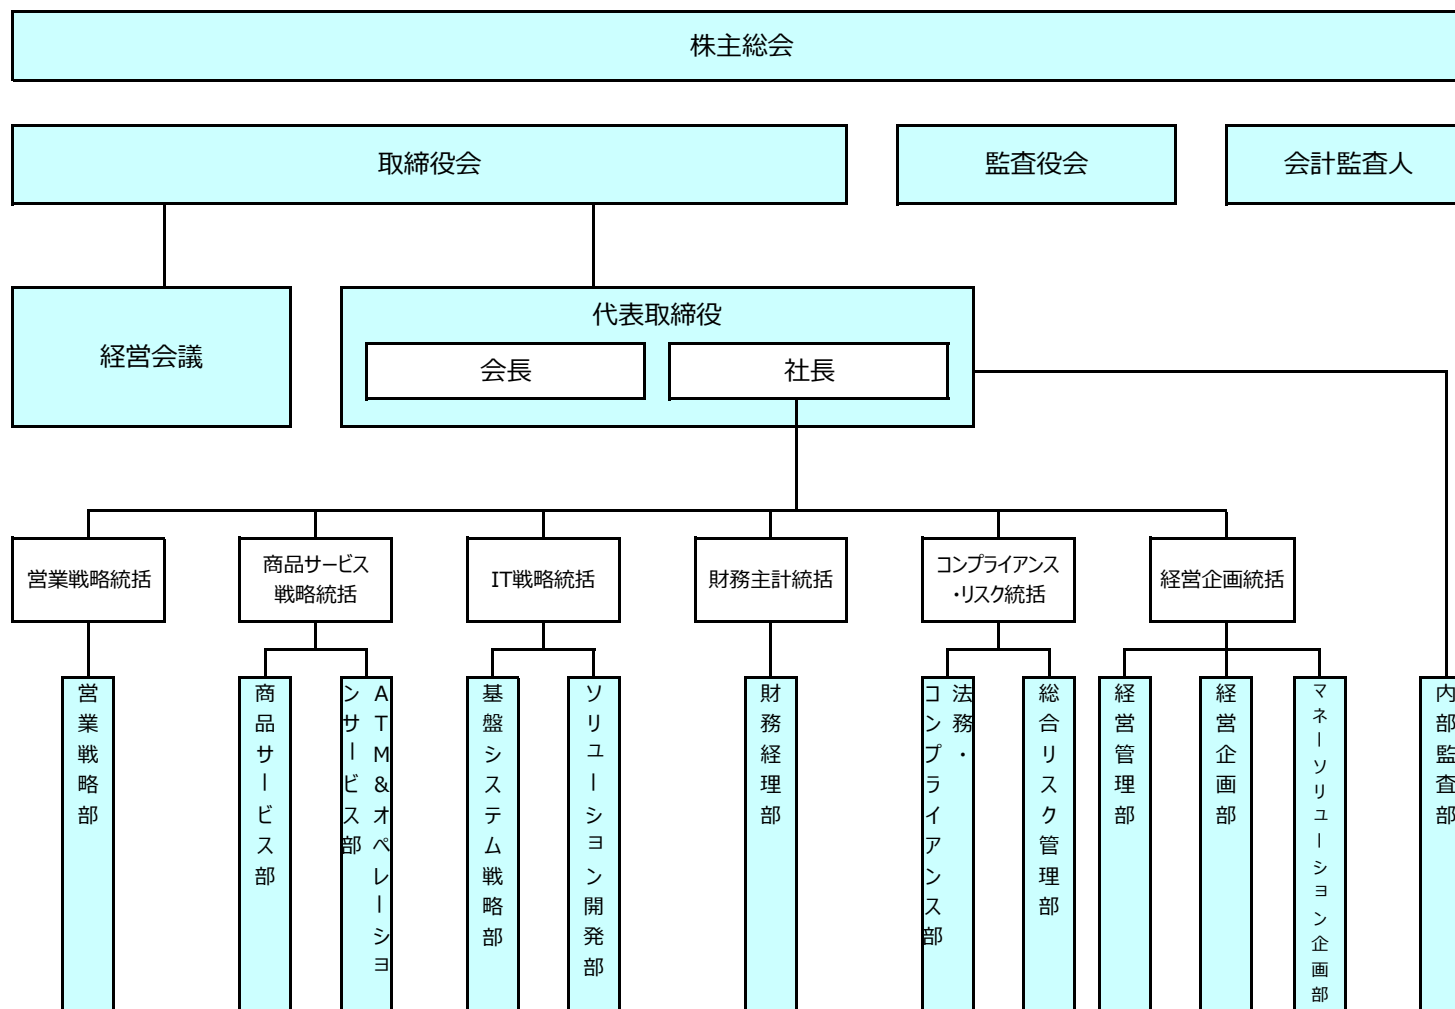 株主総会
取締役会
監査役会
会計監査人
経営会議
代表取締役
会長
社長
営業戦略統括
商品サービス
戦略統括
IT戦略統括
財務主計統括
コンプライアンス
・リスク統括
経営企画統括
営業戦略部
商品サービス部
ATM&オペレーショ
ンサービス部
基盤システム戦略部
ソリューション開発部
財務経理部
法務・
コンプライアンス部
総合リスク管理部
経営管理部
経営企画部
マネーソリューション企画部
内部監査部